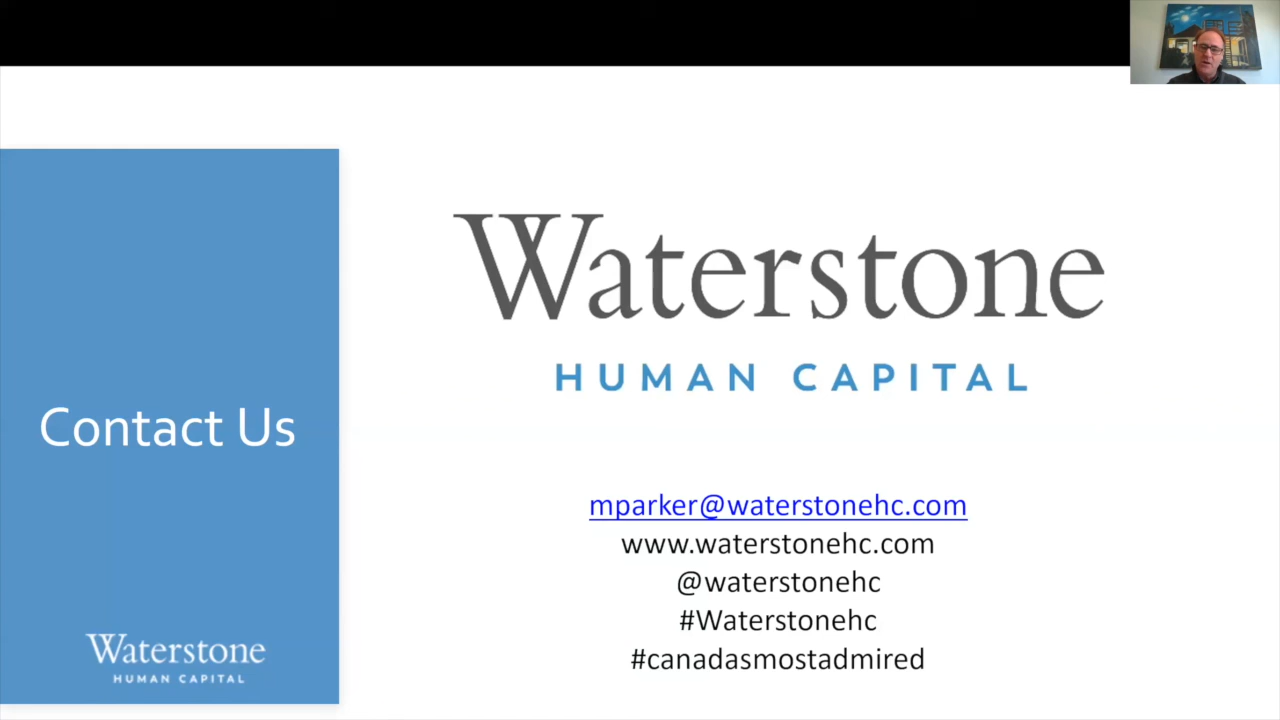 Waterstone
HUMAN CAPITAL
Contact Us
mparker@waterstonehc.com
www.waterstonehc.com
@waterstonehc
#Waterstonehc
#canadasmostadmired
Waterstone
HUMAN CAPITAL